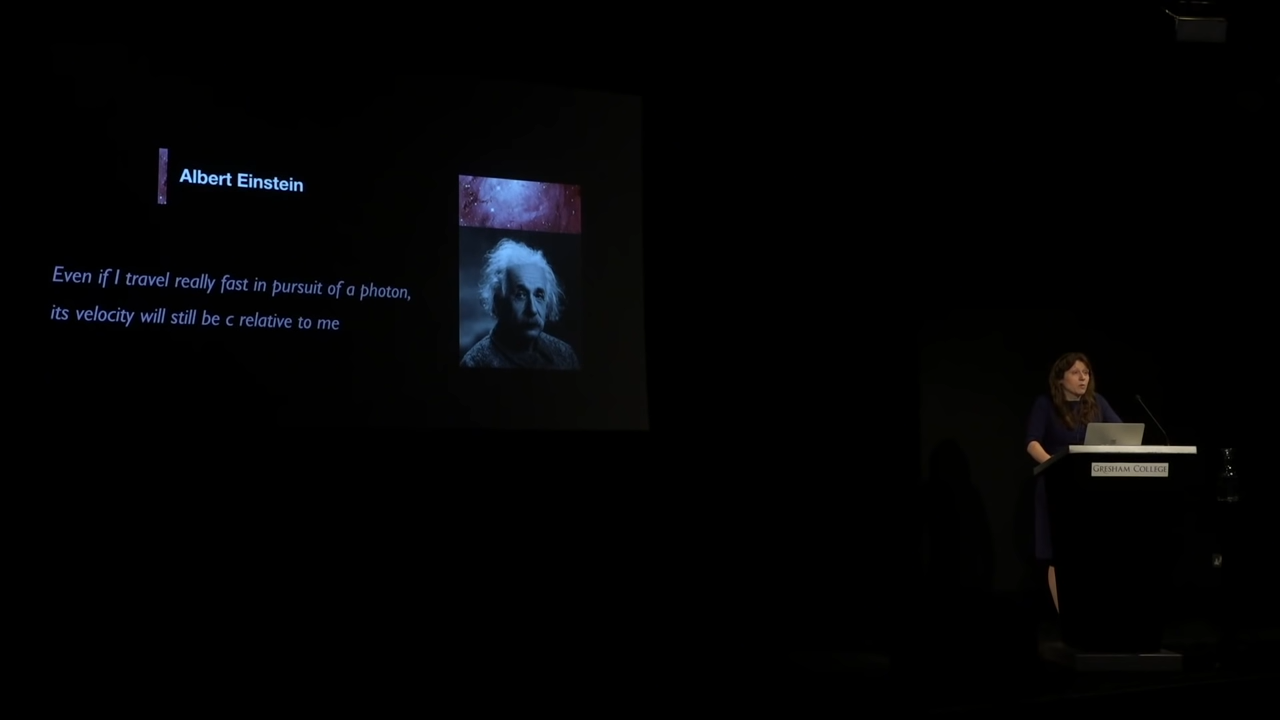 Albert Einstein
Even if I travel really fast in pursuit of a photon,
its velocity will still be c relative to me
GRESHAM COLLEGE